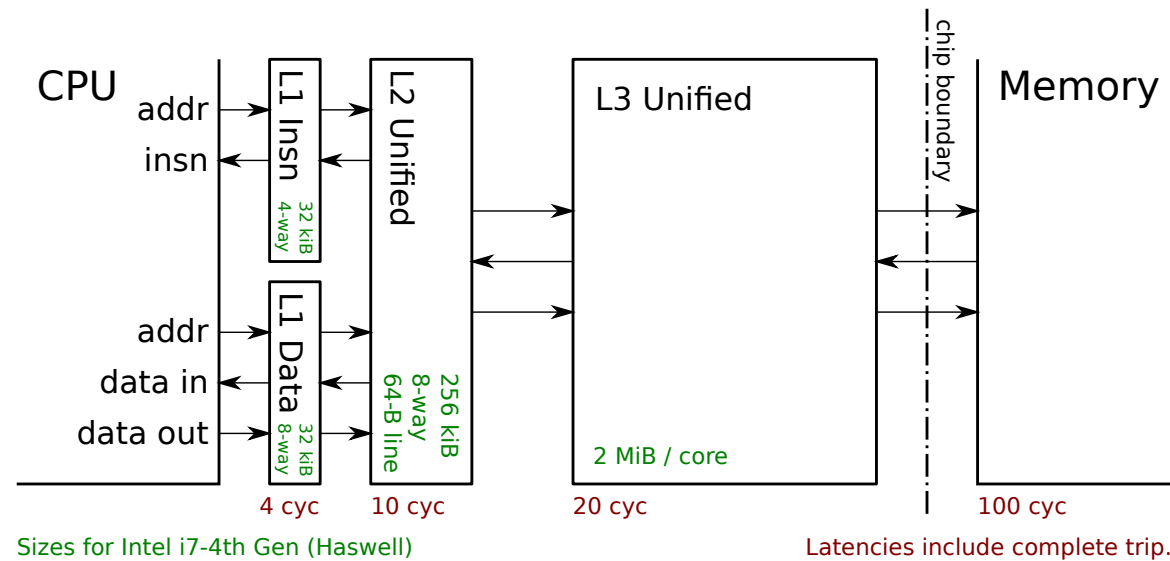 CPU
addr
insn
addr
data in
data out
L1 Insn
32 kiB
4-way
L1 Data
32 kiB
8-way
L2 Unified
256 kiB
8-way
64-B line
L3 Unified
2 MiB / core
chip boundary
Memory
4 cyc
10 cyc
20 cyc
100 cyc
Sizes for Intel i7-4th Gen (Haswell)
Latencies include complete trip.